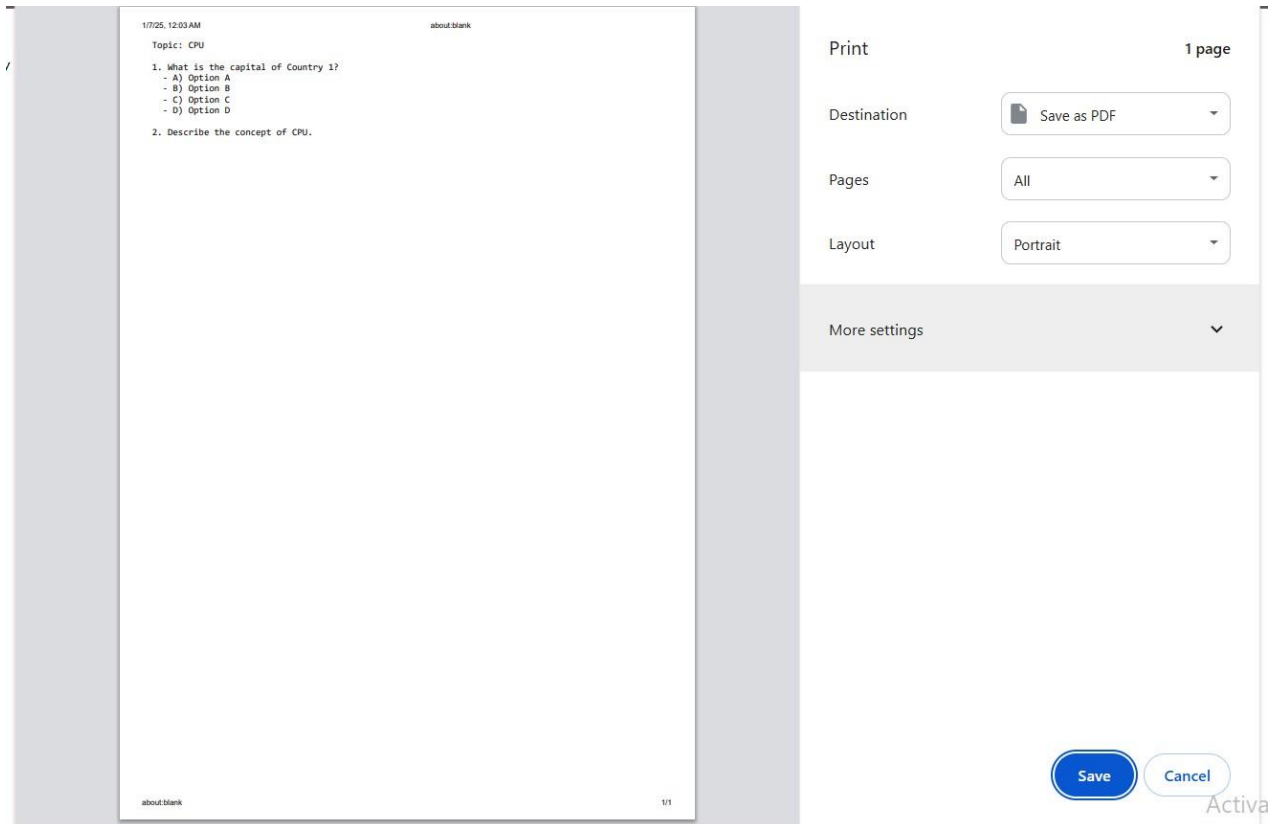 1/7/25, 12:03 AM about:blank
Topic: CPU
1. What is the capital of Country 1?
- A) Option A
- B) Option B
- C) Option C
- D) Option D
2. Describe the concept of CPU.
about:blank 1/1
Print 1 page
Destination Save as PDF
Pages All
Layout Portrait
More settings
Save Cancel